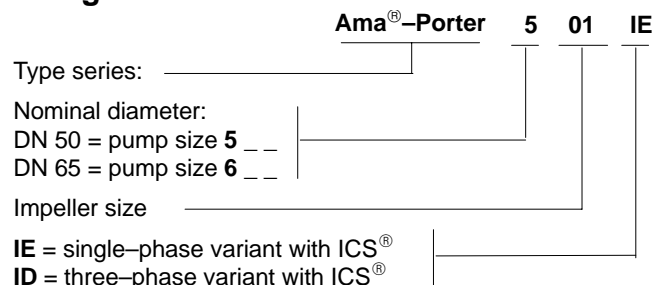 Ama®–Porter 5 01 IE
Type series:
Nominal diameter:
DN 50 = pump size 5 _ _
DN 65 = pump size 6 _ _
Impeller size
IE = single–phase variant with ICS®
ID = three–phase variant with ICS®